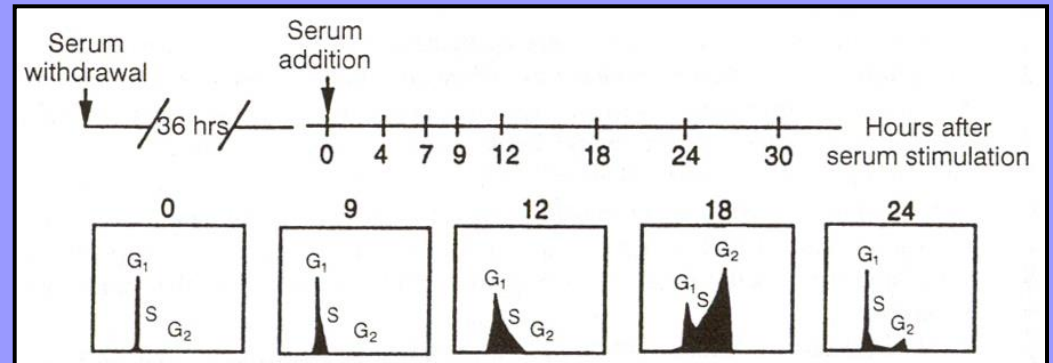 Serum
withdrawal
36 hrs
Serum
addition
0 4 7 9 12 18 24 30
Hours after
serum stimulation
0 9 12 18 24
G₁ S G₂
G₁ S G₂
G₁ S G₂
G₁ S G₂
G₁ S G₂